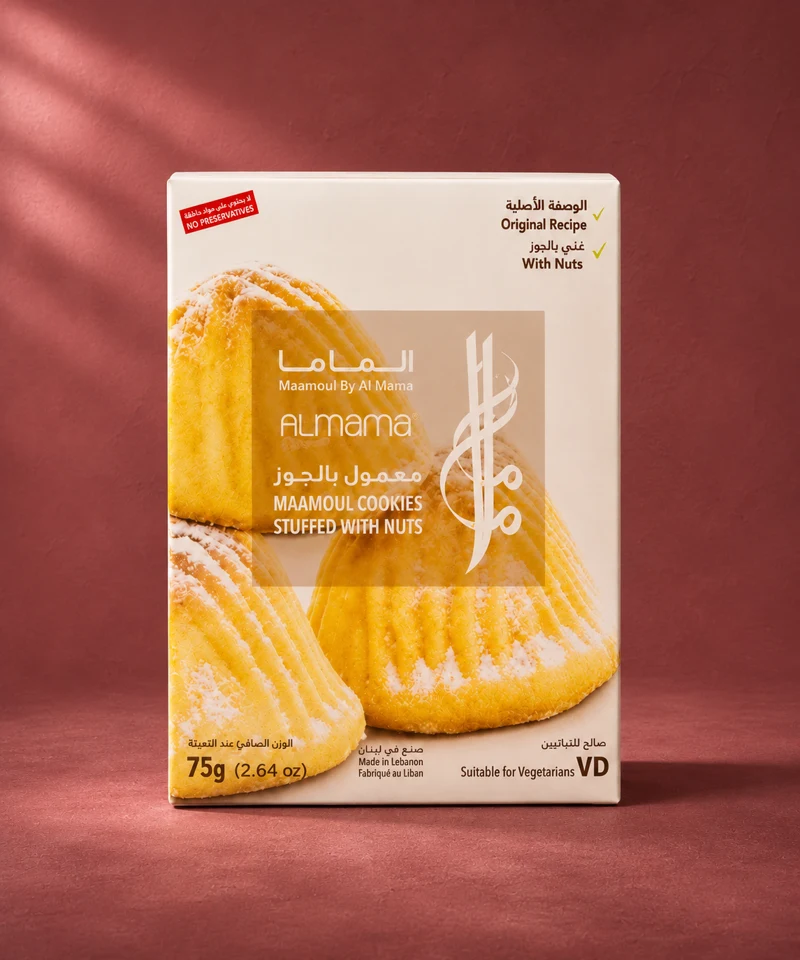 لا يحتوي على مواد حافظة
NO PRESERVATIVES
الوصفة الأصلية
Original Recipe
غني بالجوز
With Nuts
الماما
Maamoul By Al Mama
ALmama
معمول بالجوز
MAAMOUL COOKIES
STUFFED WITH NUTS
الوزن الصافي عند التعبئة
75g (2.64 oz)
صنع في لبنان
Made in Lebanon
Fabriqué au Liban
صالح للنباتيين
Suitable for Vegetarians VD